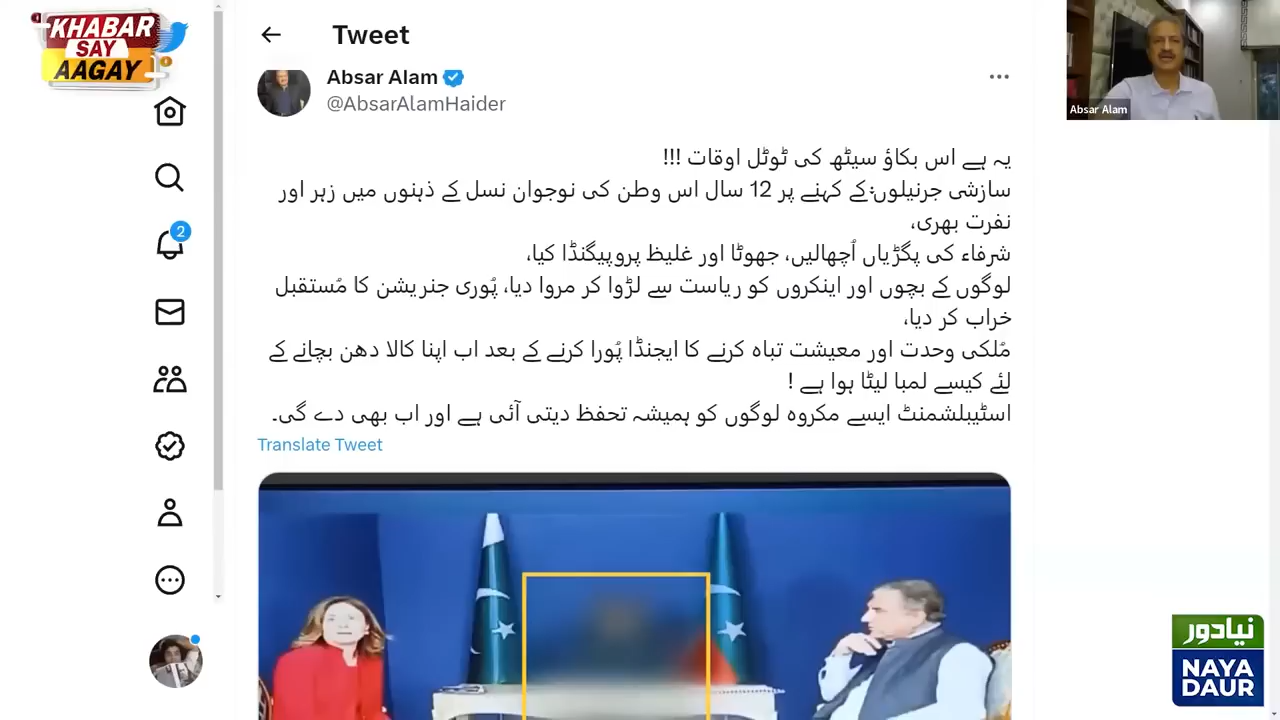 KHABAR
SAY
AAGAY
Tweet
Absar Alam
@AbsarAlamHaider
Absar Alam
یہ ہے اس بکاؤ سیٹھ کی ٹوٹل اوقات !!!
سازشی جرنیلوں کے کہنے پر 12 سال اس وطن کی نوجوان نسل کے ذہنوں میں زہر اور
نفرت بھری،
شرفاء کی پگڑیاں اُچھالیں، جھوٹا اور غلیظ پروپیگنڈا کیا،
لوگوں کے بچوں اور اینکروں کو ریاست سے لڑوا کر مروا دیا، پُوری جنریشن کا مُستقبل
خراب کر دیا،
مُلکی وحدت اور معیشت تباہ کرنے کا ایجنڈا پُورا کرنے کے بعد اب اپنا کالا دھن بچانے کے
لئے کیسے لمبا لیٹا ہوا ہے !
اسٹیبلشمنٹ ایسے مکروہ لوگوں کو ہمیشہ تحفظ دیتی آئی ہے اور اب بھی دے گی۔
Translate Tweet
2
نیادور
NAYA
DAUR